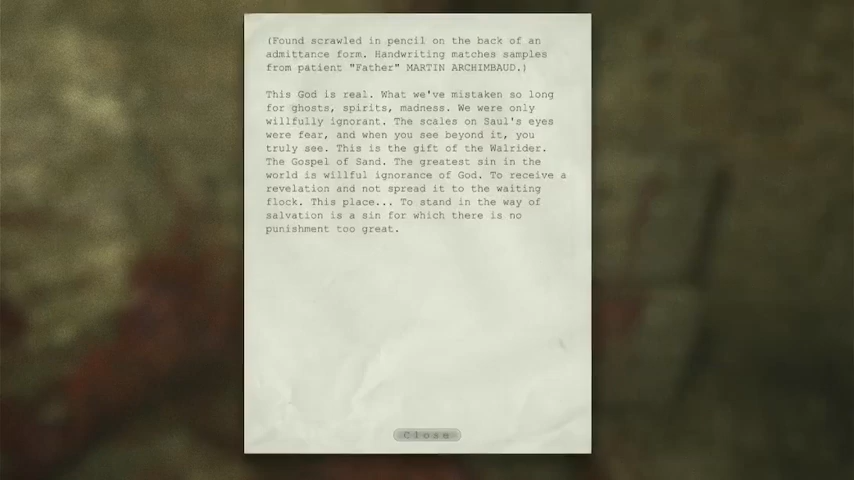 (Found scrawled in pencil on the back of an
admittance form. Handwriting matches samples
from patient "Father" MARTIN ARCHIMBAUD.)
This God is real. What we've mistaken so long
for ghosts, spirits, madness. We were only
willfully ignorant. The scales on Saul's eyes
were fear, and when you see beyond it, you
truly see. This is the gift of the Walrider.
The Gospel of Sand. The greatest sin in the
world is willful ignorance of God. To receive a
revelation and not spread it to the waiting
flock. This place... To stand in the way of
salvation is a sin for which there is no
punishment too great.
Close